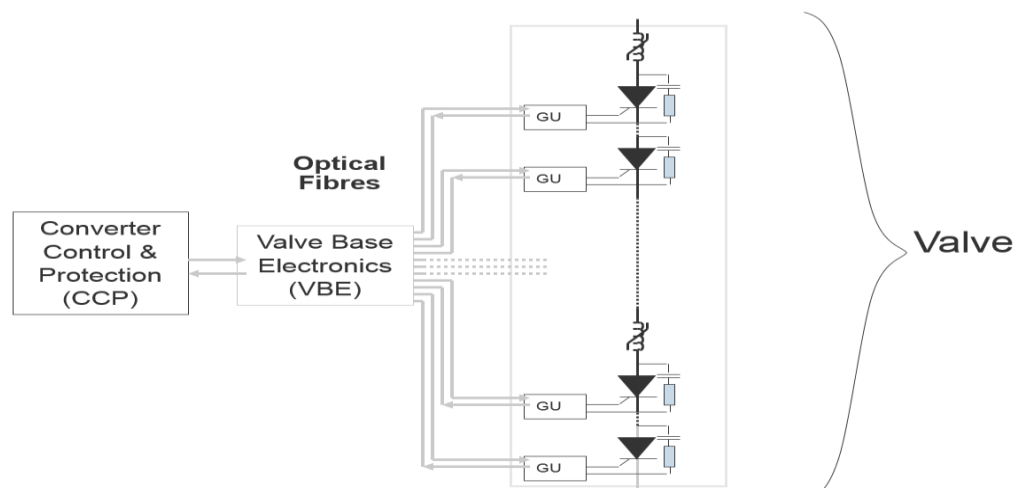 GU
GU
Optical
Fibres
Converter
Control &
Protection
(CCP)
Valve Base
Electronics
(VBE)
Valve
GU
GU